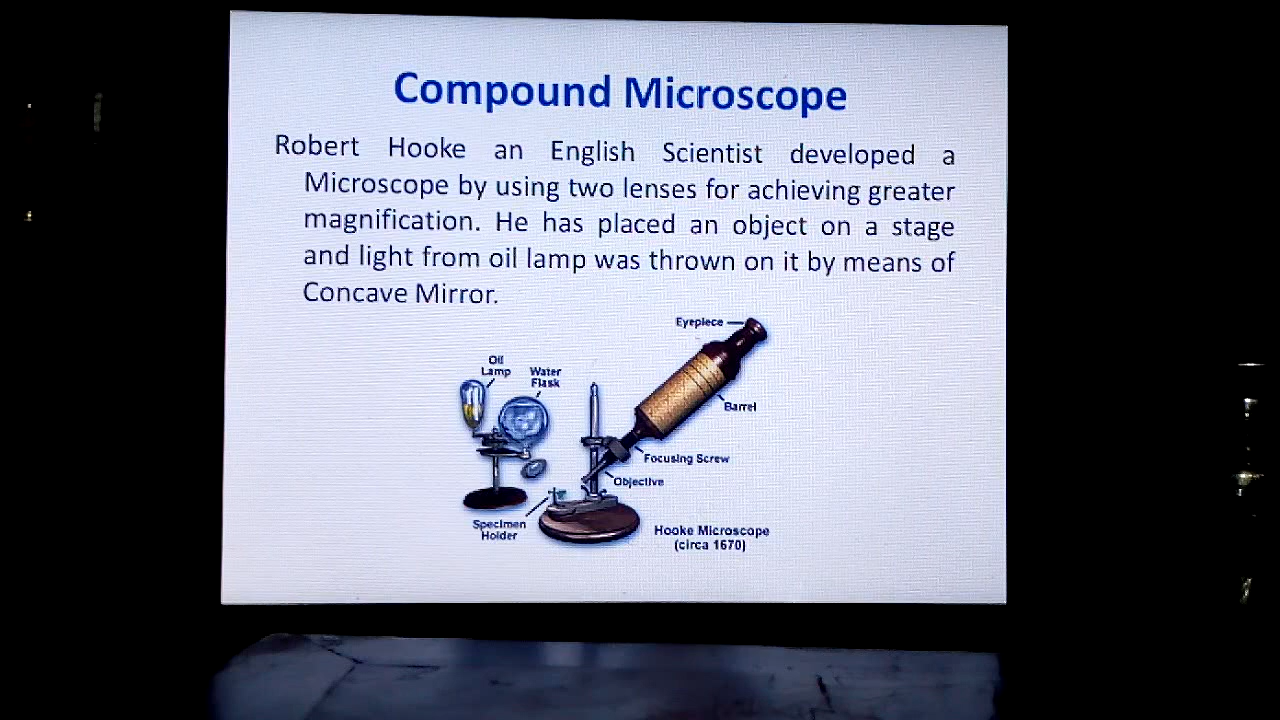 Compound Microscope
Robert Hooke an English Scientist developed a
Microscope by using two lenses for achieving greater
magnification. He has placed an object on a stage
and light from oil lamp was thrown on it by means of
Concave Mirror.
Eyepiece
Oil
Lamp
Water
Flask
Barrel
Focusing Screw
Objective
Specimen
Holder
Hooke Microscope
(circa 1670)